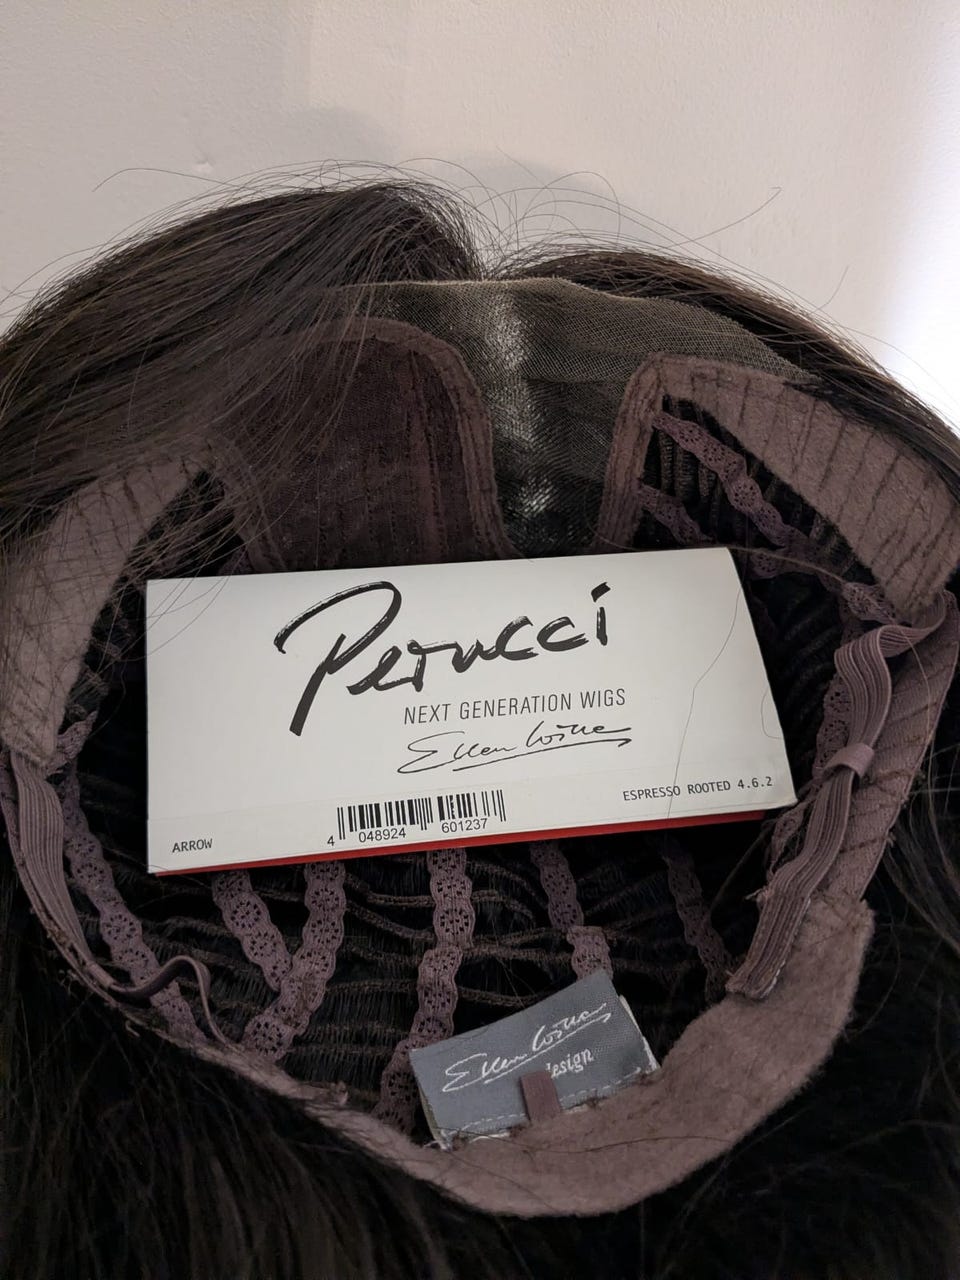 Perucci
NEXT GENERATION WIGS
Ellen Wille
ESPRESSO ROOTED 4.6.2
ARROW
4 048924 601237
Ellen Wille
design